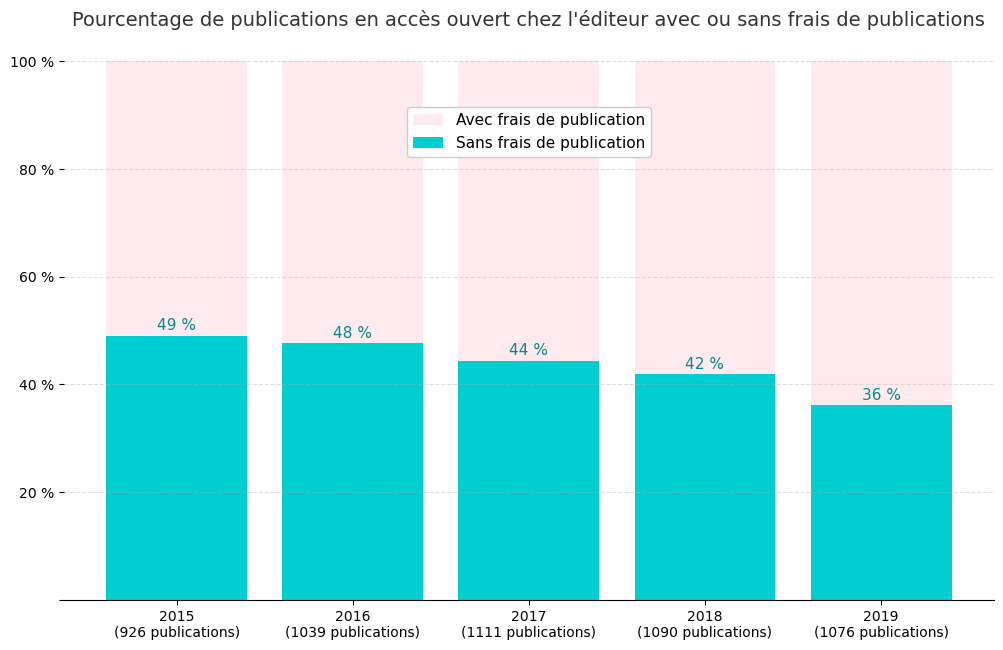 Pourcentage de publications en accès ouvert chez l'éditeur avec ou sans frais de publications
100 %
80 %
60 %
40 %
20 %
Avec frais de publication
Sans frais de publication
49 %
48 %
44 %
42 %
36 %
2015
(926 publications)
2016
(1039 publications)
2017
(1111 publications)
2018
(1090 publications)
2019
(1076 publications)